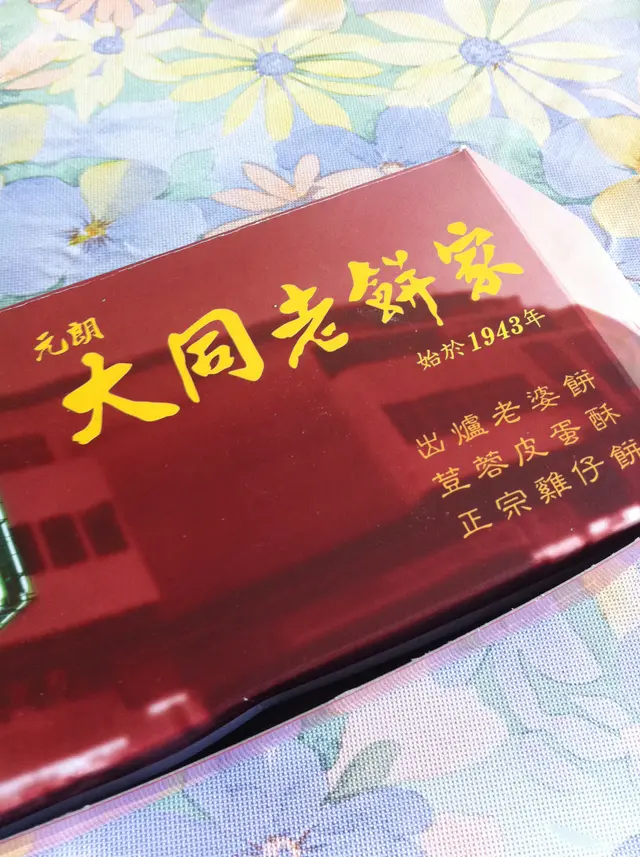 元朗
大同老餅家
始於1943年
出爐老婆餅
荳蓉皮蛋酥
正宗雞仔餅